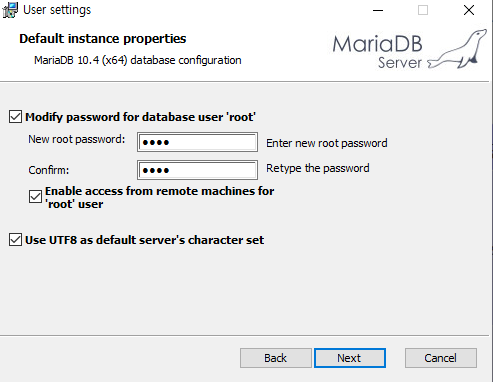 User settings
Default instance properties
MariaDB 10.4 (x64) database configuration
MariaDB
Server
Modify password for database user 'root'
New root password: •••• Enter new root password
Confirm: •••• Retype the password
Enable access from remote machines for
'root' user
Use UTF8 as default server's character set
Back Next Cancel